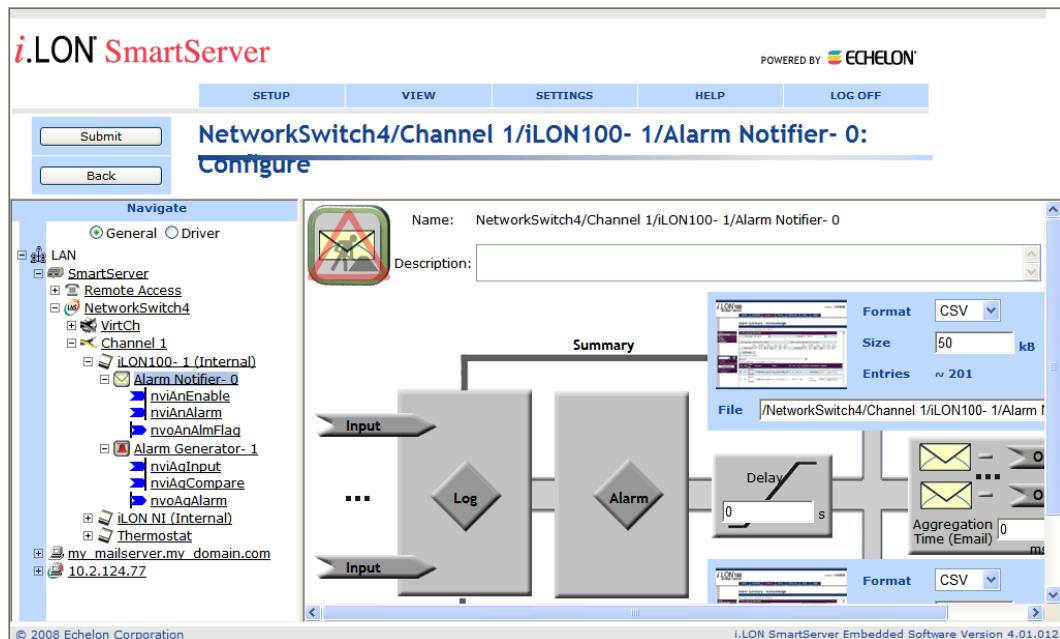 i.LON® SmartServer
POWERED BY ECHELON®
SETUP VIEW SETTINGS HELP LOG OFF
Submit
Back
NetworkSwitch4/Channel 1/iLON100- 1/Alarm Notifier- 0:
Configure
Navigate
General Driver
LAN
SmartServer
Remote Access
NetworkSwitch4
VirtCh
Channel 1
iLON100- 1 (Internal)
Alarm Notifier- 0
nviAnEnable
nviAnAlarm
nvoAnAlmFlag
Alarm Generator- 1
nviAgInput
nviAgCompare
nvoAgAlarm
iLON NI (Internal)
Thermostat
my_mailserver.my_domain.com
10.2.124.77
Name: NetworkSwitch4/Channel 1/iLON100- 1/Alarm Notifier- 0
Description:
Format CSV
Size 50 kB
Entries ~ 201
File /NetworkSwitch4/Channel 1/iLON100- 1/Alarm N
Summary
Input
... Log Alarm
Delay
0 s
Input
... O
O
Aggregation
Time (Email) 0
ms
Format CSV
© 2008 Echelon Corporation
i.LON SmartServer Embedded Software Version 4.01.012